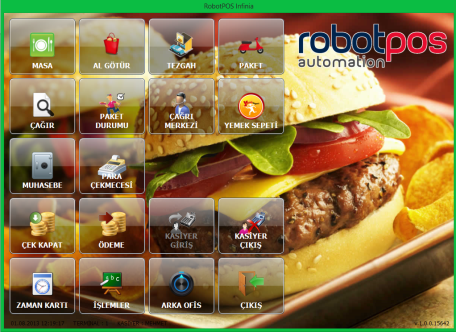 RobotPOS Infinia
robotpos
automation
MASA
AL GÖTÜR
TEZGAH
PAKET
ÇAĞIR
PAKET
DURUMU
ÇAĞRI
MERKEZİ
YEMEK SEPETİ
MUHASEBE
PARA
ÇEKMECESİ
ÇEK KAPAT
ÖDEME
KASİYER
GİRİŞ
KASİYER
ÇIKIŞ
ZAMAN KARTI
İŞLEMLER
ARKA OFİS
ÇIKIŞ
v 1.0.0.15642